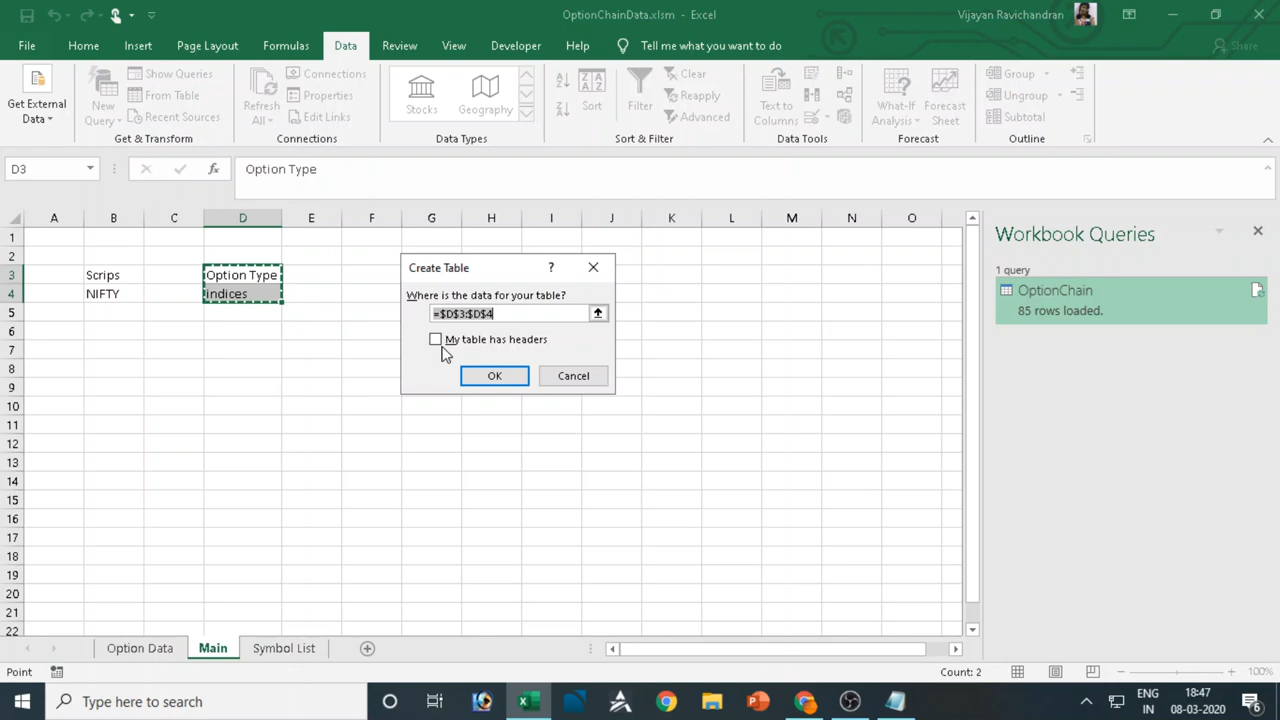 OptionChainData.xlsm - Excel
Vijayan Ravichandran
File Home Insert Page Layout Formulas Data Review View Developer Help Tell me what you want to do Share
Get External Data
New Query
Show Queries
From Table
Recent Sources
Get & Transform
Refresh All
Connections
Properties
Edit Links
Connections
Stocks
Geography
Data Types
Sort
Filter
Clear
Reapply
Advanced
Sort & Filter
Text to Columns
Data Tools
What-If Analysis
Forecast Sheet
Forecast
Group
Ungroup
Subtotal
Outline
D3 fx Option Type
A B C D E F G H I J K L M N O
1
2
3 Scrips Option Type
4 NIFTY indices
5
6
7
8
9
10
11
12
13
14
15
16
17
18
19
20
21
22
Create Table ?
Where is the data for your table?
=$D$3:$D$4
My table has headers
OK Cancel
Workbook Queries
1 query
OptionChain
85 rows loaded.
Option Data Main Symbol List
Point Count: 2 100%
Type here to search
ENG
IN
18:47
08-03-2020
6